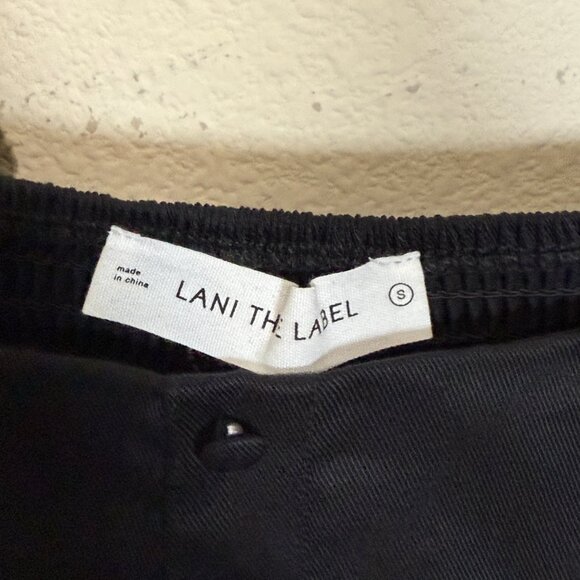 made
in china
LANI THE LABEL
S